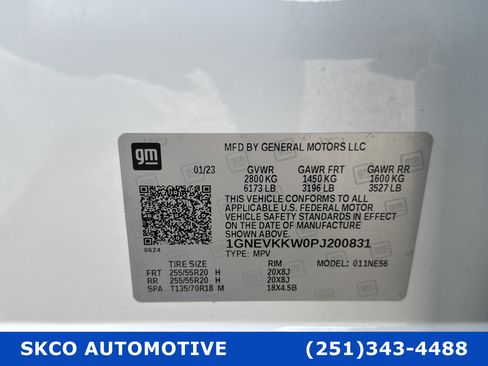 gm
MFD BY GENERAL MOTORS LLC
01/23 GVWR GAWR FRT GAWR RR
2800 KG 1450 KG 1600 KG
6173 LB 3196 LB 3527 LB
THIS VEHICLE CONFORMS TO ALL
APPLICABLE U.S. FEDERAL MOTOR
VEHICLE SAFETY STANDARDS IN EFFECT ON
THE DATE OF MANUFACTURE SHOWN ABOVE.
1GNEVKKW0PJ200831
TYPE: MPV
0624
TIRE SIZE RIM MODEL: 011NE56
FRT 255/55R20 H 20X8J
RR 255/55R20 H 20X8J
SPA T135/70R18 M 18X4.5B
SKCO AUTOMOTIVE (251)343-4488